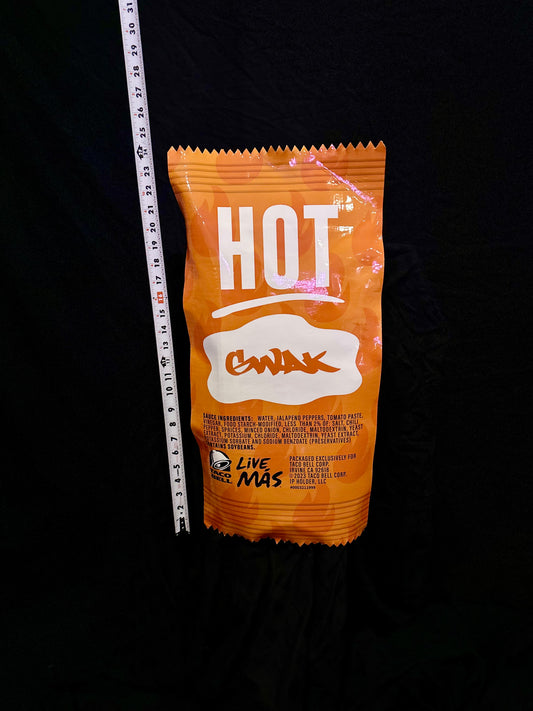 HOT
GWAK
SAUCE INGREDIENTS: WATER, JALAPENO PEPPERS, TOMATO PASTE,
VINEGAR, FOOD STARCH-MODIFIED, LESS THAN 2% OF: SALT, CHILI
PEPPER, SPRICES, MINCED ONION, CHLORIDE, MALTODEXTHIN, YEAST
EXTRACT, POTASSIUM, CHLORIDE, MALTODEXTRIN, YEAST EXTRACT,
POTASSIUM SORBATE AND SODIUM BENZOATE (PRESERVATIVES)
CONTAINS SOYBEANS.
TACO
BELL
LIVE
MÁS
PACKAGED EXCLUSIVELY FOR
TACO BELL CORP.
IRVINE CA 92618
©2023 TACO BELL CORP.
IP HOLDER, LLC